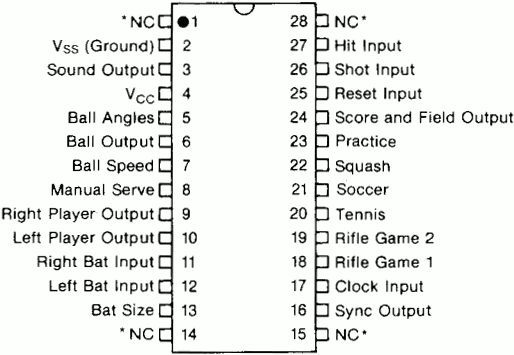 *NC 1 28 NC*
VSS (Ground) 2 27 Hit Input
Sound Output 3 26 Shot Input
VCC 4 25 Reset Input
Ball Angles 5 24 Score and Field Output
Ball Output 6 23 Practice
Ball Speed 7 22 Squash
Manual Serve 8 21 Soccer
Right Player Output 9 20 Tennis
Left Player Output 10 19 Rifle Game 2
Right Bat Input 11 18 Rifle Game 1
Left Bat Input 12 17 Clock Input
Bat Size 13 16 Sync Output
*NC 14 15 NC*